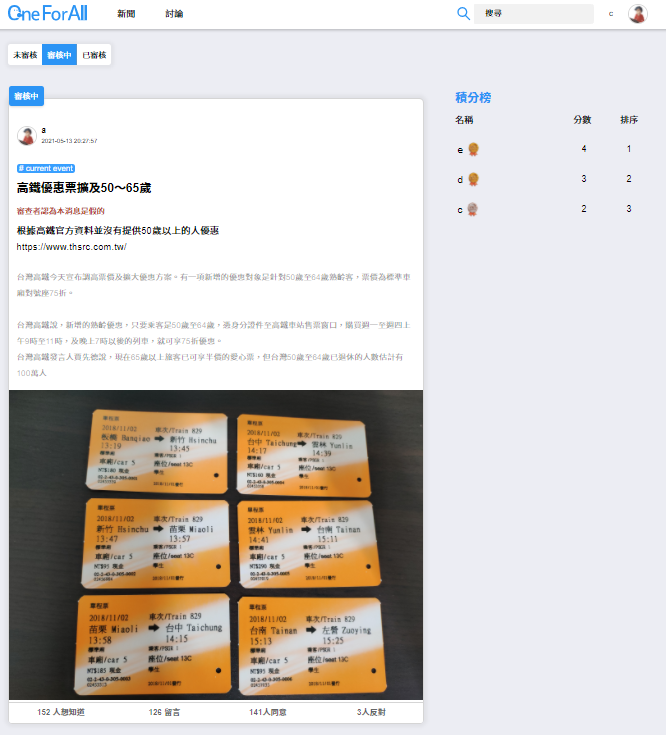 OneForAll
新聞
討論
搜尋
c
未審核
審核中
已審核
審核中
a
2021-05-13 20:27:57
# current event
高鐵優惠票擴及50～65歲
審查者認為本消息是假的
根據高鐵官方資料並沒有提供50歲以上的人優惠
https://www.thsrc.com.tw/
台灣高鐵今天宣布調高票價及擴大優惠方案。有一項新增的優惠對象是針對50歲至64歲熟齡客，票價為標準車
廂對號座75折。
台灣高鐵說，新增的熟齡優惠，只要乘客是50歲至64歲，憑身分證件至高鐵車站售票窗口，購買週一至週四上
午9時至11時，及晚上7時以後的列車，就可享75折優惠。
台灣高鐵發言人賈先德說，現在65歲以上旅客已可享半價的愛心票，但台灣50歲至64歲已退休的人數估計有
100萬人
單程票
2018/11/02
車次/Train 829
板橋 Banqiao
新竹 Hsinchu
13:19
13:45
車廂/car 5
座位/seat 13C
學生
單程票
2018/11/02
車次/Train 829
台中 Taichung
雲林 Yunlin
14:17
14:39
車廂/car 5
座位/seat 13C
學生
單程票
2018/11/02
車次/Train 829
新竹 Hsinchu
苗栗 Miaoli
13:47
13:57
車廂/car 5
座位/seat 13C
NT$95 現金
學生
單程票
2018/11/02
車次/Train 829
雲林 Yunlin
台南 Tainan
14:41
15:11
車廂/car 5
座位/seat 13C
NT$290 現金
學生
單程票
2018/11/02
車次/Train 829
苗栗 Miaoli
台中 Taichung
13:58
14:15
車廂/car 5
座位/seat 13C
NT$185 現金
學生
單程票
2018/11/02
車次/Train 829
台南 Tainan
左營 Zuoying
15:13
15:25
車廂/car 5
座位/seat 13C
NT$95 現金
學生
152 人想知道
126 留言
141人同意
3人反對
積分榜
名稱
分數
排序
e
4
1
d
3
2
c
2
3